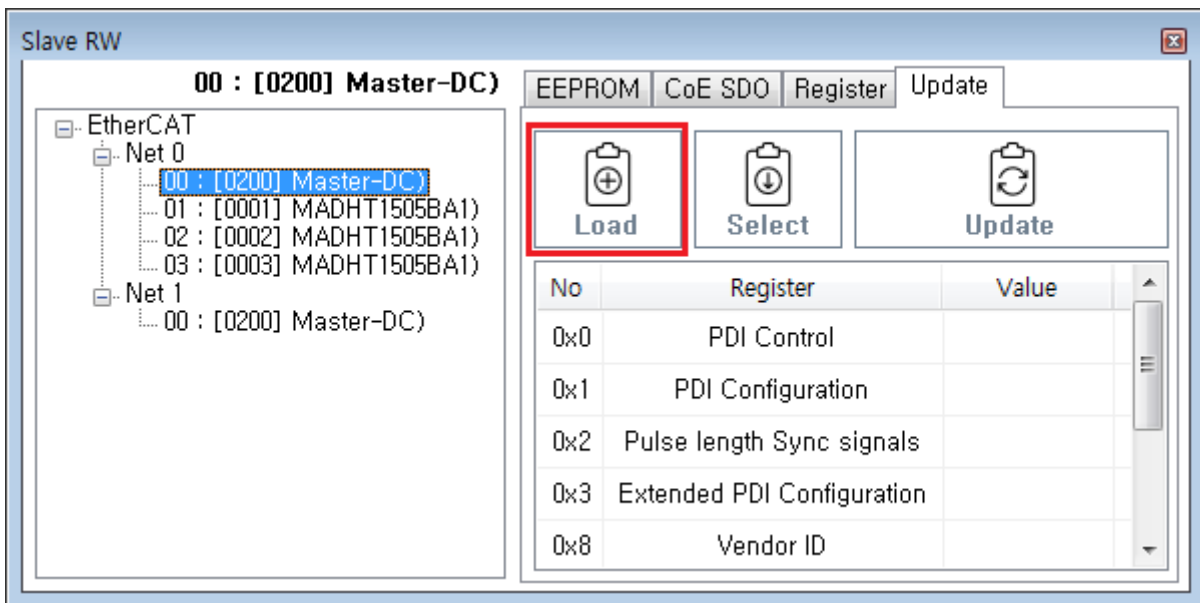 Slave RW
00 : [0200] Master-DC)
EtherCAT
Net 0
00 : [0200] Master-DC)
01 : [0001] MADHT1505BA1)
02 : [0002] MADHT1505BA1)
03 : [0003] MADHT1505BA1)
Net 1
00 : [0200] Master-DC)
EEPROM CoE SDO Register Update
Load Select Update
No Register Value
0x0 PDI Control
0x1 PDI Configuration
0x2 Pulse length Sync signals
0x3 Extended PDI Configuration
0x8 Vendor ID